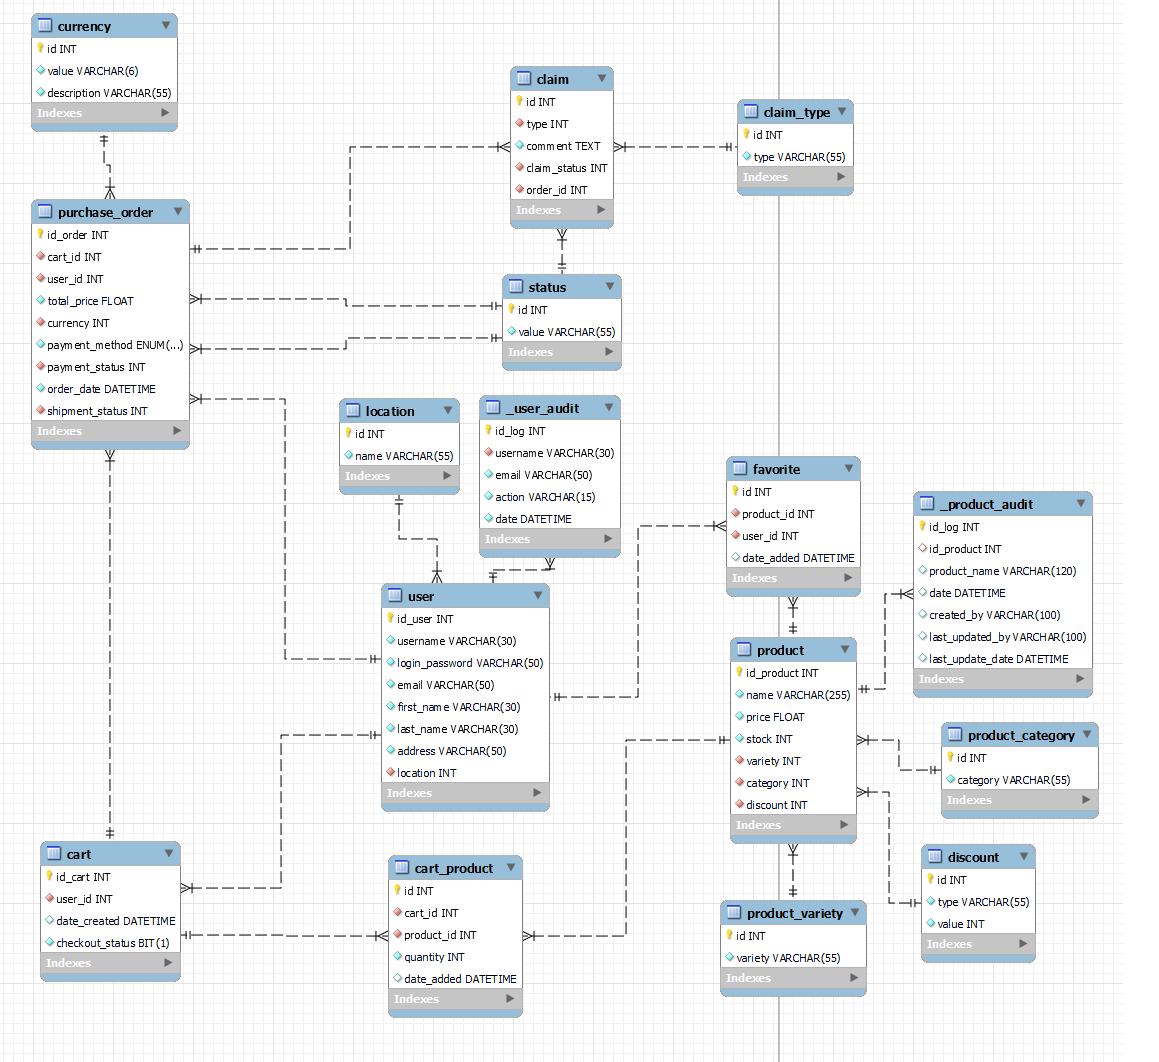 currency
id INT
value VARCHAR(6)
description VARCHAR(55)
Indexes
claim
id INT
type INT
comment TEXT
claim_status INT
order_id INT
Indexes
claim_type
id INT
type VARCHAR(55)
Indexes
purchase_order
id_order INT
cart_id INT
user_id INT
total_price FLOAT
currency INT
payment_method ENUM(...)
payment_status INT
order_date DATETIME
shipment_status INT
Indexes
status
id INT
value VARCHAR(55)
Indexes
location
id INT
name VARCHAR(55)
Indexes
_user_audit
id_log INT
username VARCHAR(30)
email VARCHAR(50)
action VARCHAR(15)
date DATETIME
Indexes
favorite
id INT
product_id INT
user_id INT
date_added DATETIME
Indexes
_product_audit
id_log INT
id_product INT
product_name VARCHAR(120)
date DATETIME
created_by VARCHAR(100)
last_updated_by VARCHAR(100)
last_update_date DATETIME
Indexes
user
id_user INT
username VARCHAR(30)
login_password VARCHAR(50)
email VARCHAR(50)
first_name VARCHAR(30)
last_name VARCHAR(30)
address VARCHAR(50)
location INT
Indexes
product
id_product INT
name VARCHAR(255)
price FLOAT
stock INT
variety INT
category INT
discount INT
Indexes
product_category
id INT
category VARCHAR(55)
Indexes
cart
id_cart INT
user_id INT
date_created DATETIME
checkout_status BIT(1)
Indexes
cart_product
id INT
cart_id INT
product_id INT
quantity INT
date_added DATETIME
Indexes
product_variety
id INT
variety VARCHAR(55)
Indexes
discount
id INT
type VARCHAR(55)
value INT
Indexes